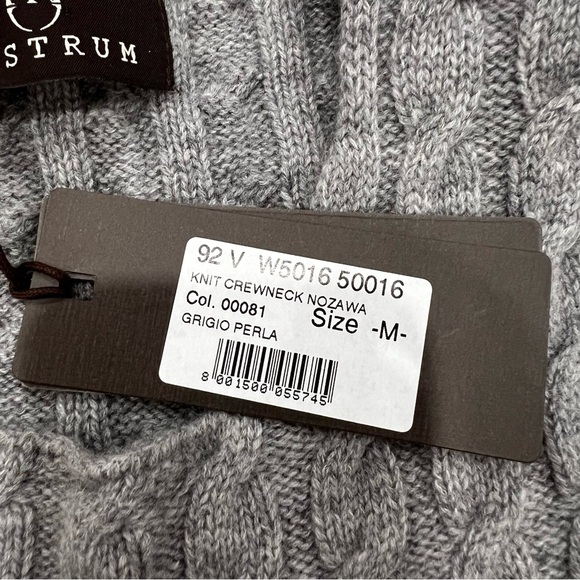 STRUM
92 V W5016 50016
KNIT CREWNECK NOZAWA
Col. 00081 Size -M-
GRIGIO PERLA
8 001500 055745